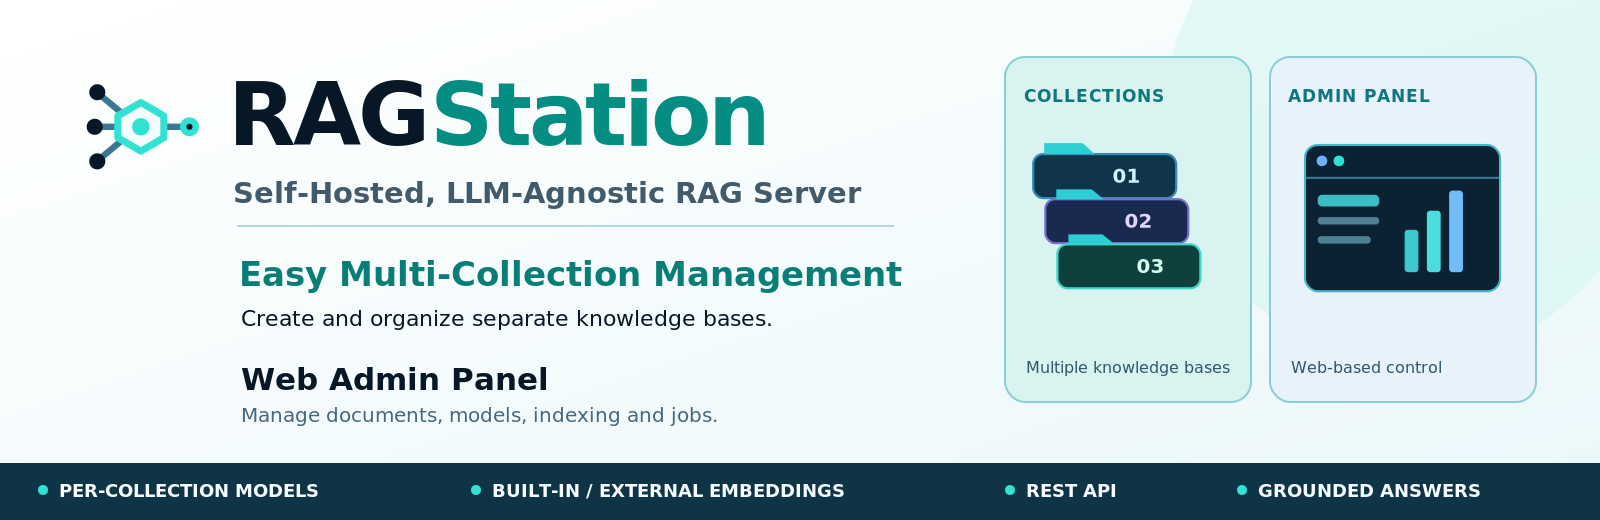 RAGStation
Self-Hosted, LLM-Agnostic RAG Server
Easy Multi-Collection Management
Create and organize separate knowledge bases.
Web Admin Panel
Manage documents, models, indexing and jobs.
COLLECTIONS
01
02
03
Multiple knowledge bases
ADMIN PANEL
Web-based control
PER-COLLECTION MODELS
BUILT-IN / EXTERNAL EMBEDDINGS
REST API
GROUNDED ANSWERS